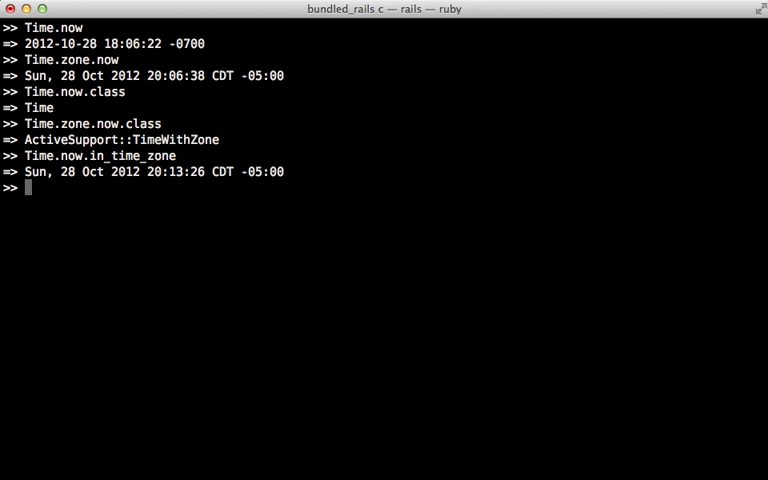 bundled_rails c — rails — ruby
>> Time.now
=> 2012-10-28 18:06:22 -0700
>> Time.zone.now
=> Sun, 28 Oct 2012 20:06:38 CDT -05:00
>> Time.now.class
=> Time
>> Time.zone.now.class
=> ActiveSupport::TimeWithZone
>> Time.now.in_time_zone
=> Sun, 28 Oct 2012 20:13:26 CDT -05:00
>>